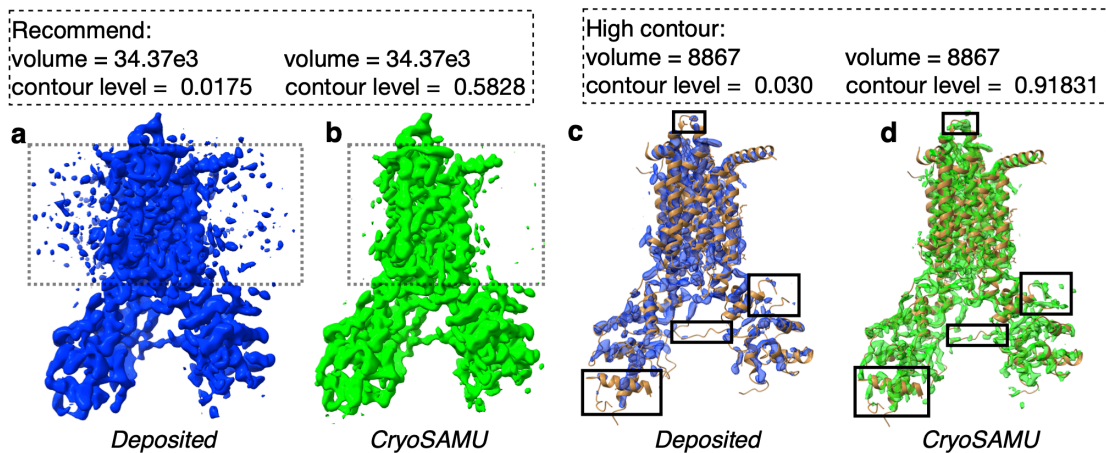 Recommend:
volume = 34.37e3 volume = 34.37e3
contour level = 0.0175 contour level = 0.5828
High contour:
volume = 8867 volume = 8867
contour level = 0.030 contour level = 0.91831
a b c d
Deposited CryoSAMU Deposited CryoSAMU